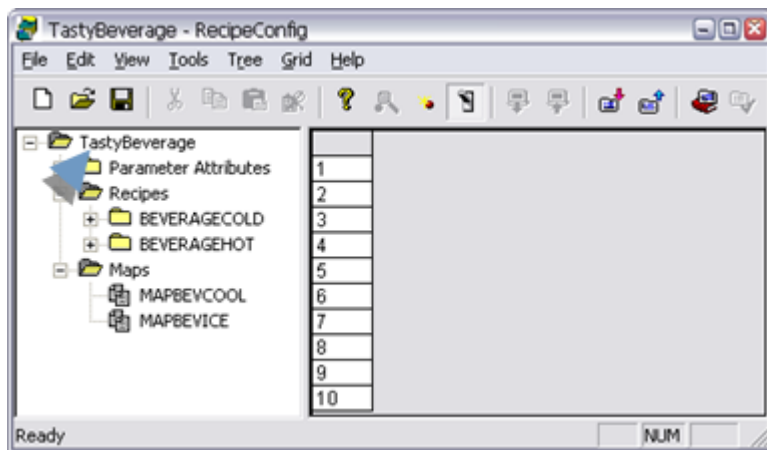 TastyBeverage - RecipeConfig
File Edit View Tools Tree Grid Help
TastyBeverage
Parameter Attributes
Recipes
BEVERAGECOLD
BEVERAGEHOT
Maps
MAPBEVCOOL
MAPBEVICE
1
2
3
4
5
6
7
8
9
10
Ready NUM